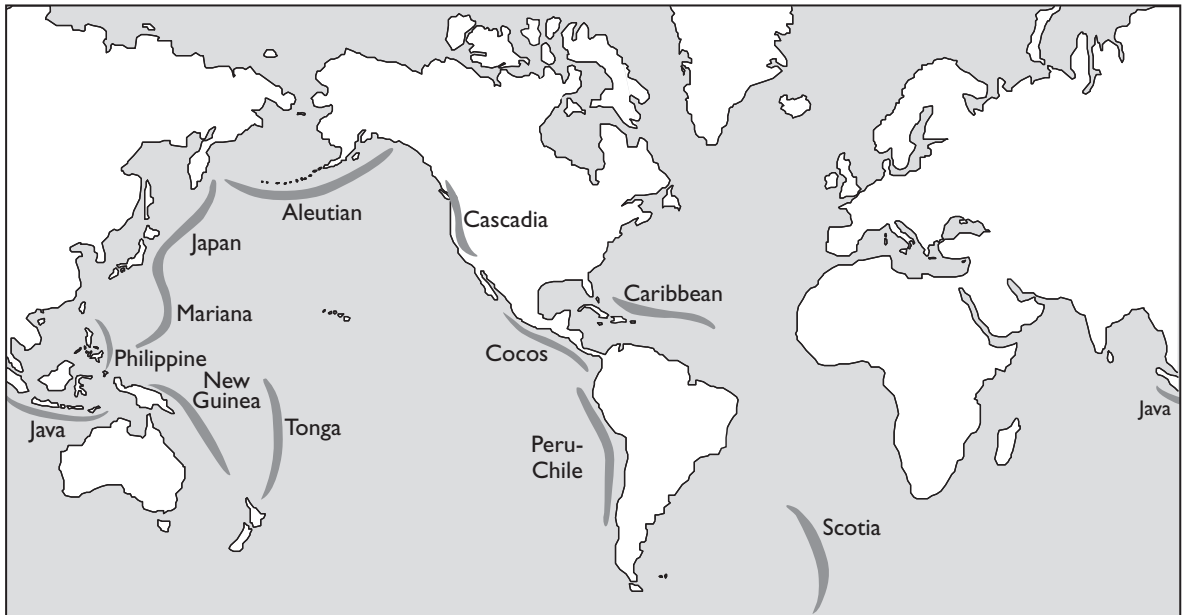 Aleutian
Cascadia
Japan
Caribbean
Mariana
Cocos
Philippine
New
Guinea
Java
Java
Tonga
Peru-
Chile
Scotia